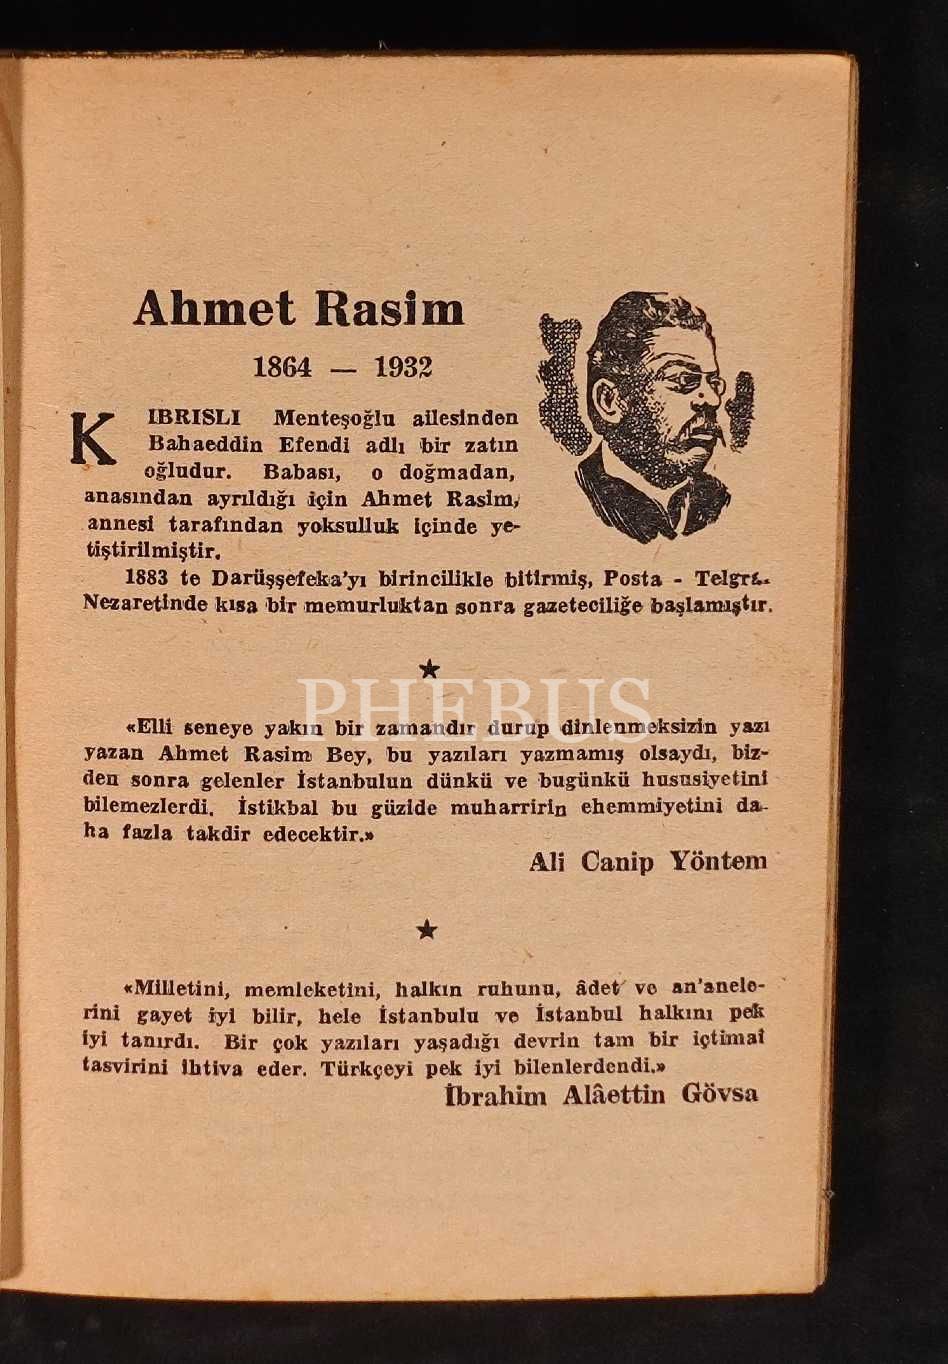 Ahmet Rasim
1864 — 1932
KIBRISLI Menteşoğlu ailesinden
Bahaeddin Efendi adlı bir zatın
oğludur. Babası, o doğmadan,
anasından ayrıldığı için Ahmet Rasim,
annesi tarafından yoksulluk içinde ye-
tiştirilmiştir.
1883 te Darüşşefeka'yı birincilikle bitirmiş, Posta -
Nezaretinde kısa bir memurluktan sonra gazeteciliğe başlamıştır.
★
PHEBUS
«Elli seneye yakın bir zamandır durup dinlenmeksizin yazı
yazan Ahmet Rasim Bey, bu yazıları yazmamış olsaydı, biz-
den sonra gelenler İstanbulun dünkü ve bugünkü hususiyetini
bilemezlerdi. İstikbal bu güzide muharririn ehemmiyetini da-
ha fazla takdir edecektir.»
Ali Canip Yöntem
★
«Milletini, memleketini, halkın ruhunu, âdet ve an'anele-
rini gayet iyi bilir, hele İstanbulu ve İstanbul halkını pek
iyi tanırdı. Bir çok yazıları yaşadığı devrin tam bir içtimaî
tasvirini ihtiva eder. Türkçeyi pek iyi bilenlerdendi.»
İbrahim Alâettin Gövsa